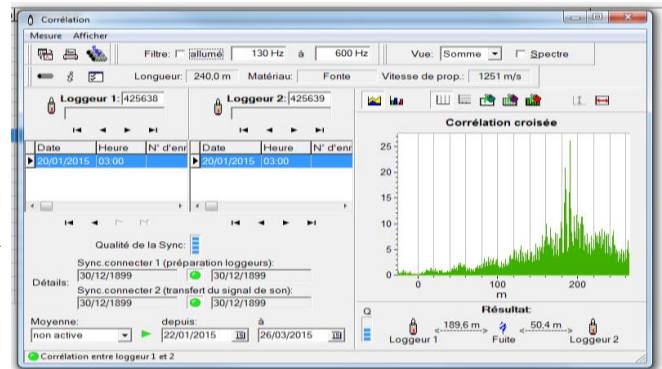 Corrélation
Mesure Afficher
Filtre: allumé 130 Hz à 600 Hz Vue: Somme Spectre
Longueur: 240,0 m Matériau: Fonte Vitesse de prop.: 1251 m/s
Loggeur 1: 425638 Loggeur 2: 425639
Date Heure N° d'enr Date Heure N° d'enr
20/01/2015 03:00 20/01/2015 03:00
Qualité de la Sync:
Détails:
Sync.connecter 1 (préparation loggeurs):
30/12/1899 30/12/1899
Sync.connecter 2 (transfert du signal de son):
30/12/1899 30/12/1899
Moyenne: depuis: à
non active 22/01/2015 26/03/2015
Corrélation entre loggeur 1 et 2
Corrélation croisée
25
20
15
10
5
0
0 100 200
m
Q Résultat:
189,6 m 50,4 m
Loggeur 1 Fuite Loggeur 2